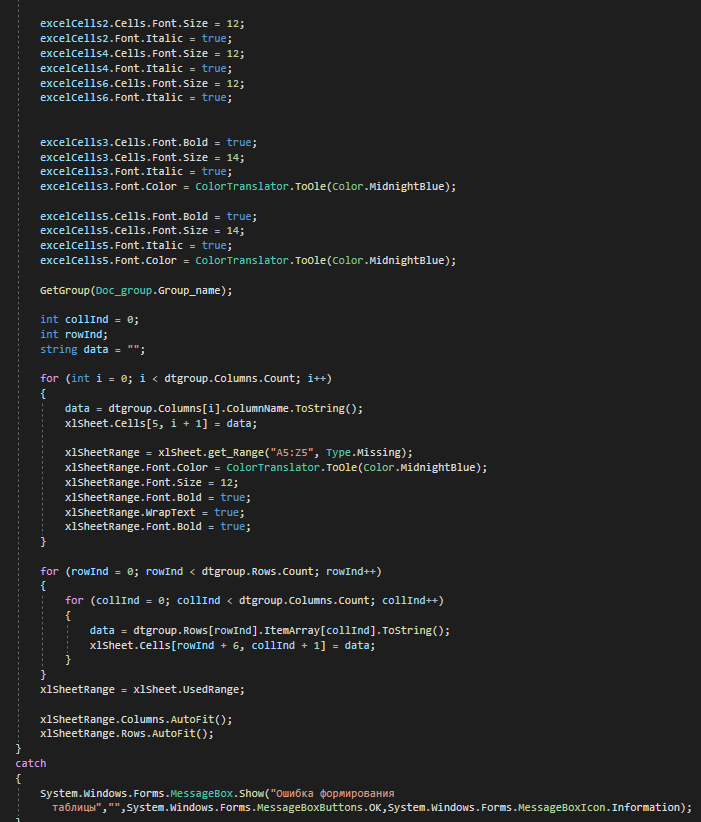 excelCells2.Cells.Font.Size = 12;
excelCells2.Font.Italic = true;
excelCells4.Cells.Font.Size = 12;
excelCells4.Font.Italic = true;
excelCells6.Cells.Font.Size = 12;
excelCells6.Font.Italic = true;
excelCells3.Cells.Font.Bold = true;
excelCells3.Cells.Font.Size = 14;
excelCells3.Font.Italic = true;
excelCells3.Font.Color = ColorTranslator.ToOle(Color.MidnightBlue);
excelCells5.Cells.Font.Bold = true;
excelCells5.Cells.Font.Size = 14;
excelCells5.Font.Italic = true;
excelCells5.Font.Color = ColorTranslator.ToOle(Color.MidnightBlue);
GetGroup(Doc_group.Group_name);
int collInd = 0;
int rowInd;
string data = "";
for (int i = 0; i < dtgroup.Columns.Count; i++)
{
data = dtgroup.Columns[i].ColumnName.ToString();
xlSheet.Cells[5, i + 1] = data;
xlSheetRange = xlSheet.get_Range("A5:Z5", Type.Missing);
xlSheetRange.Font.Color = ColorTranslator.ToOle(Color.MidnightBlue);
xlSheetRange.Font.Size = 12;
xlSheetRange.Font.Bold = true;
xlSheetRange.WrapText = true;
xlSheetRange.Font.Bold = true;
}
for (rowInd = 0; rowInd < dtgroup.Rows.Count; rowInd++)
{
for (collInd = 0; collInd < dtgroup.Columns.Count; collInd++)
{
data = dtgroup.Rows[rowInd].ItemArray[collInd].ToString();
xlSheet.Cells[rowInd + 6, collInd + 1] = data;
}
}
xlSheetRange = xlSheet.UsedRange;
xlSheetRange.Columns.AutoFit();
xlSheetRange.Rows.AutoFit();
}
catch
{
System.Windows.Forms.MessageBox.Show("Ошибка формирования
таблицы","",System.Windows.Forms.MessageBoxButtons.OK,System.Windows.Forms.MessageBoxIcon.Information);
}